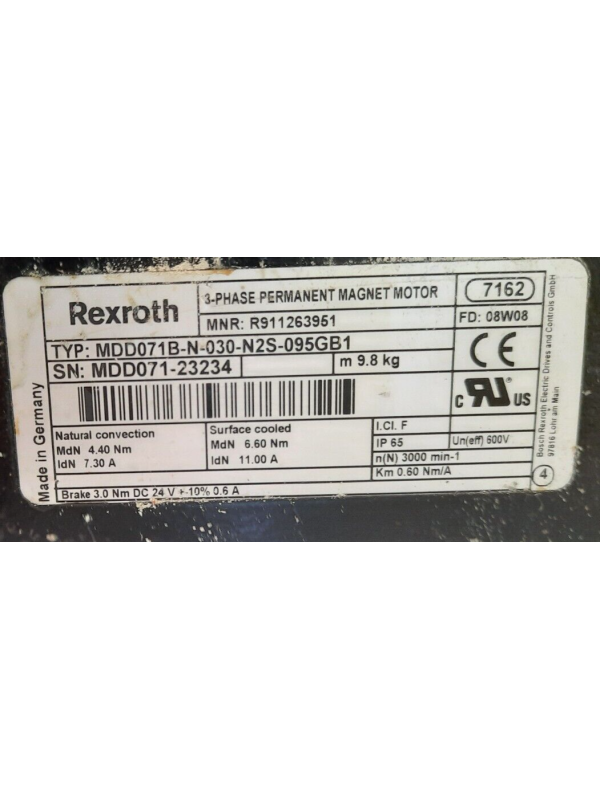 Rexroth
3-PHASE PERMANENT MAGNET MOTOR
7162
MNR: R911263951
FD: 08W08
TYP: MDD071B-N-030-N2S-095GB1
SN: MDD071-23234
m 9.8 kg
CE
c RU US
Natural convection
MdN 4.40 Nm
IdN 7.30 A
Surface cooled
MdN 6.60 Nm
IdN 11.00 A
I.Cl. F
IP 65
Un(eff) 600V
n(N) 3000 min-1
Km 0.60 Nm/A
Brake 3.0 Nm DC 24 V +-10% 0.6 A
4
Made in Germany
Bosch Rexroth Electric Drives and Controls GmbH
97816 Lohr am Main